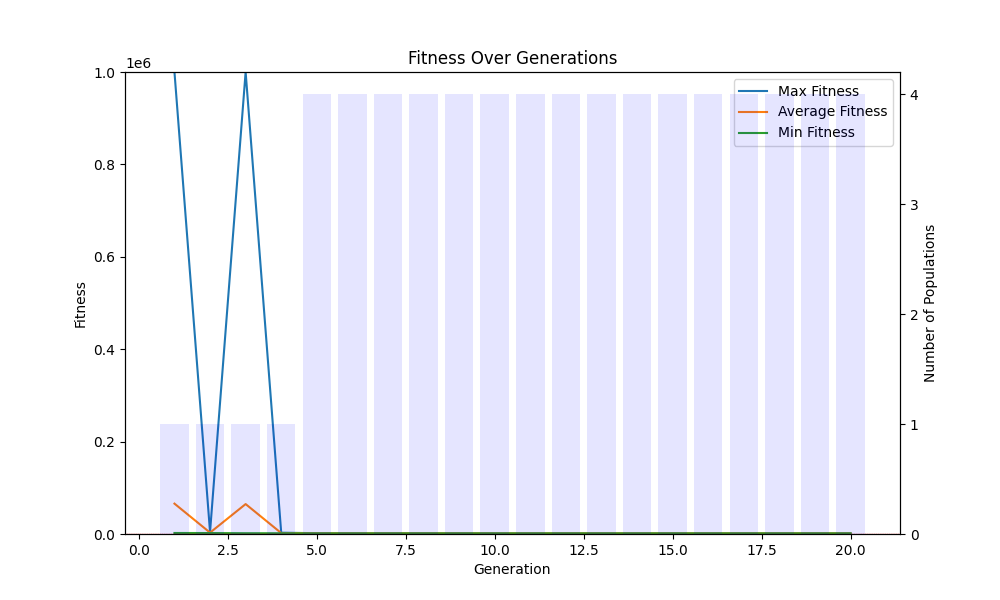 Fitness Over Generations
1e6
1.0
0.8
0.6
0.4
0.2
0.0
Fitness
Max Fitness
Average Fitness
Min Fitness
4
3
2
1
0
Number of Populations
0.0 2.5 5.0 7.5 10.0 12.5 15.0 17.5 20.0
Generation